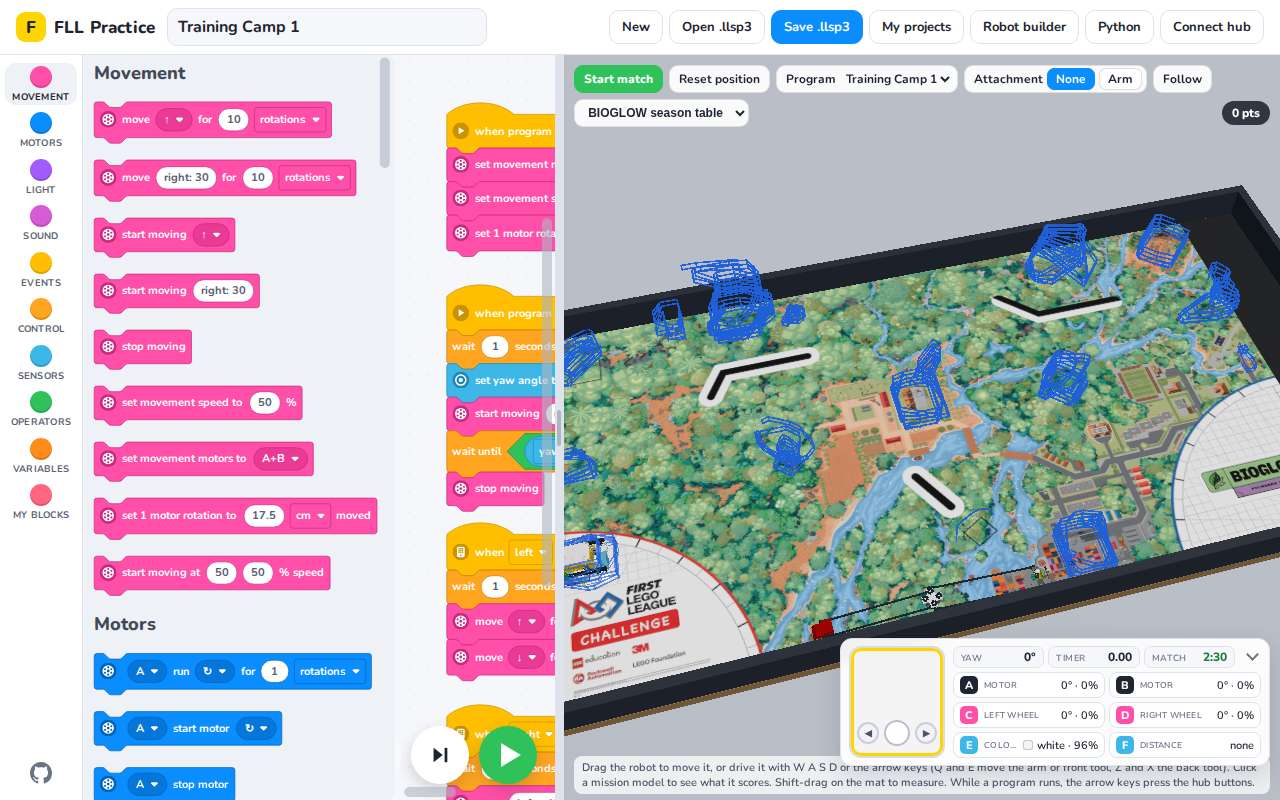 F FLL Practice Training Camp 1 New Open .llsp3 Save .llsp3 My projects Robot builder Python Connect hub
MOVEMENT
MOTORS
LIGHT
SOUND
EVENTS
CONTROL
SENSORS
OPERATORS
VARIABLES
MY BLOCKS
Movement
move ↑ for 10 rotations
move right: 30 for 10 rotations
start moving ↑
start moving right: 30
stop moving
set movement speed to 50 %
set movement motors to A+B
set 1 motor rotation to 17.5 cm moved
start moving at 50 50 % speed
Motors
A run ↻ for 1 rotations
A start motor ↻
A stop motor
when program
set movement
set movement s
set 1 motor rota
when program
wait 1 seconds
set yaw angle t
start moving
wait until yaw
stop moving
when left
wait 1 seconds
move ↑ f
move ↓ f
Start match Reset position Program Training Camp 1 Attachment None Arm Follow
BIOGLOW season table 0 pts
BIOGLO
FIRST
LEGO
LEAGUE
CHALLENGE
education 3M
Rockwell Automation LEGO Foundation
YAW 0° TIMER 0.00 MATCH 2:30
A MOTOR 0° · 0% B MOTOR 0° · 0%
C LEFT WHEEL 0° · 0% D RIGHT WHEEL 0° · 0%
E COLO... white · 96% F DISTANCE none
Drag the robot to move it, or drive it with W A S D or the arrow keys (Q and E move the arm or front tool, Z and X the back tool). Click
a mission model to see what it scores. Shift-drag on the mat to measure. While a program runs, the arrow keys press the hub buttons.